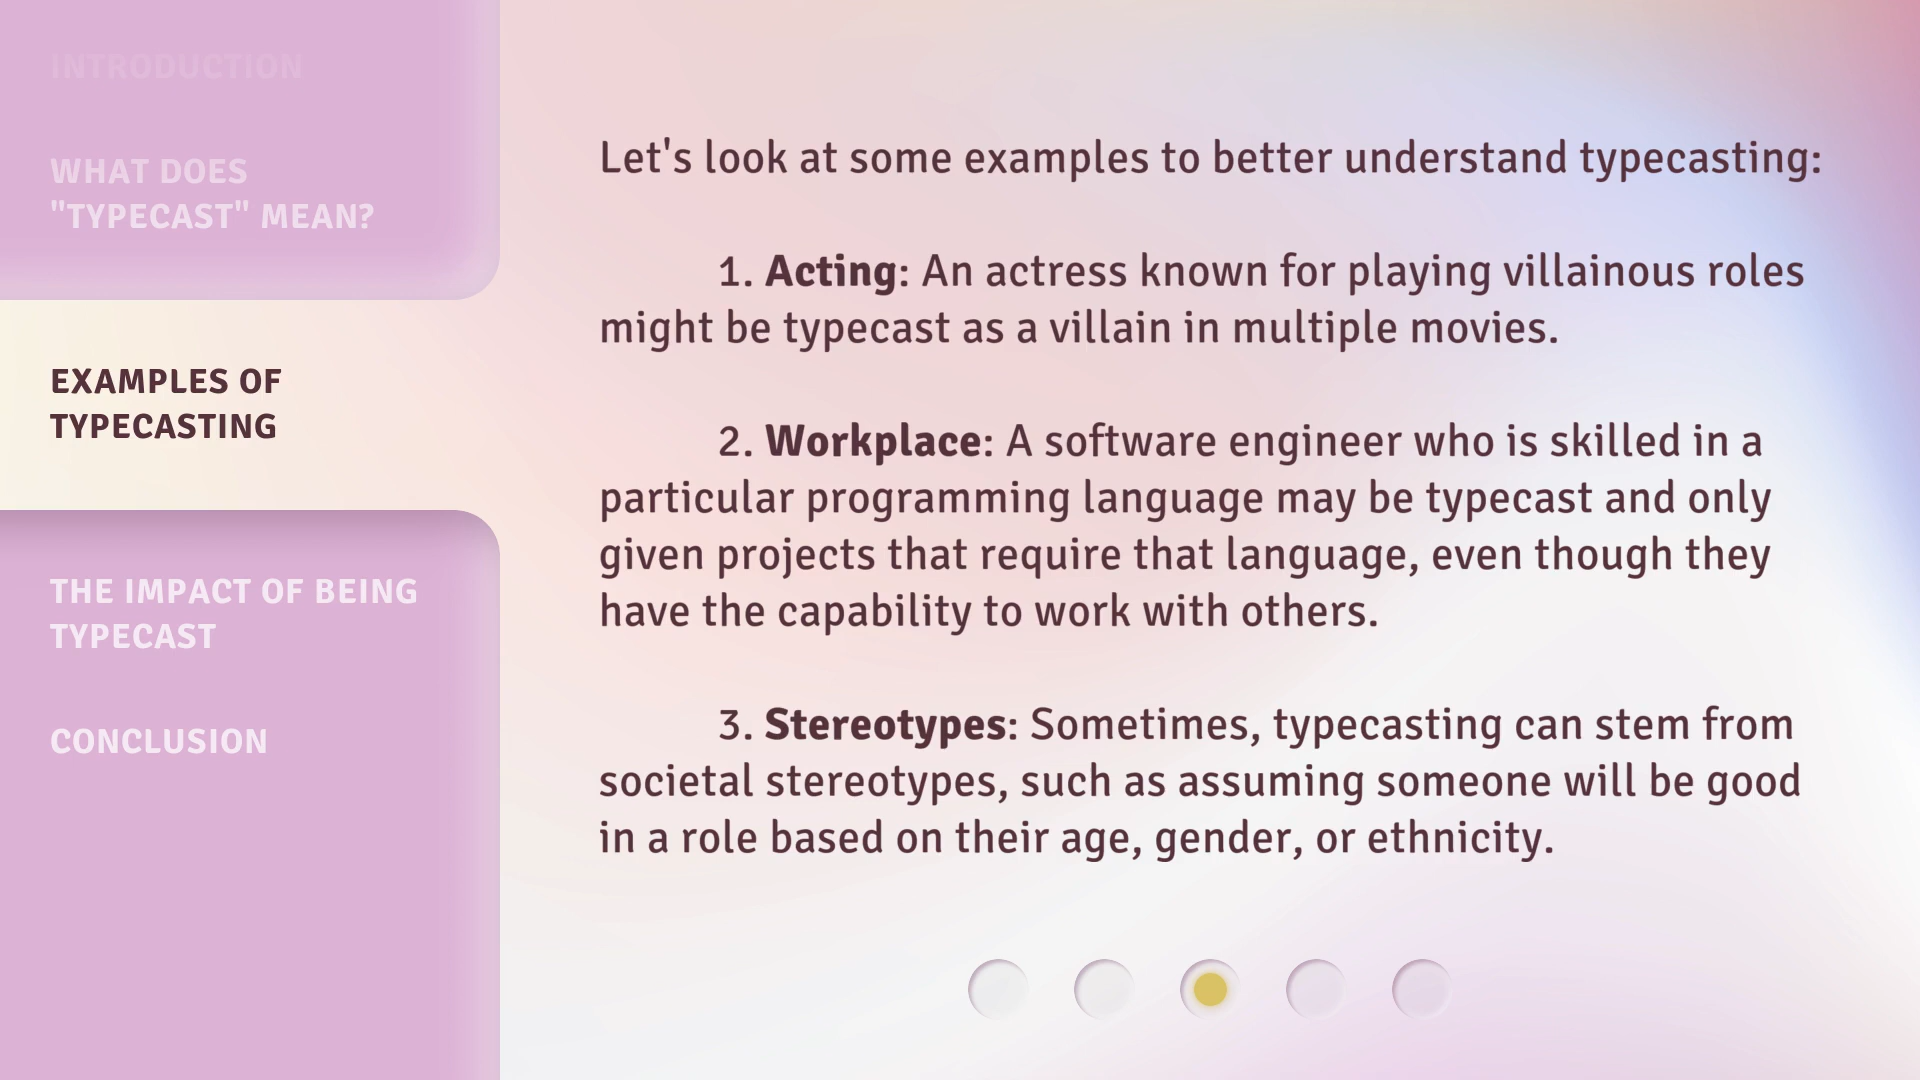 INTRODUCTION
WHAT DOES
"TYPECAST" MEAN?
EXAMPLES OF
TYPECASTING
THE IMPACT OF BEING
TYPECAST
CONCLUSION
Let's look at some examples to better understand typecasting:
1. Acting: An actress known for playing villainous roles
might be typecast as a villain in multiple movies.
2. Workplace: A software engineer who is skilled in a
particular programming language may be typecast and only
given projects that require that language, even though they
have the capability to work with others.
3. Stereotypes: Sometimes, typecasting can stem from
societal stereotypes, such as assuming someone will be good
in a role based on their age, gender, or ethnicity.